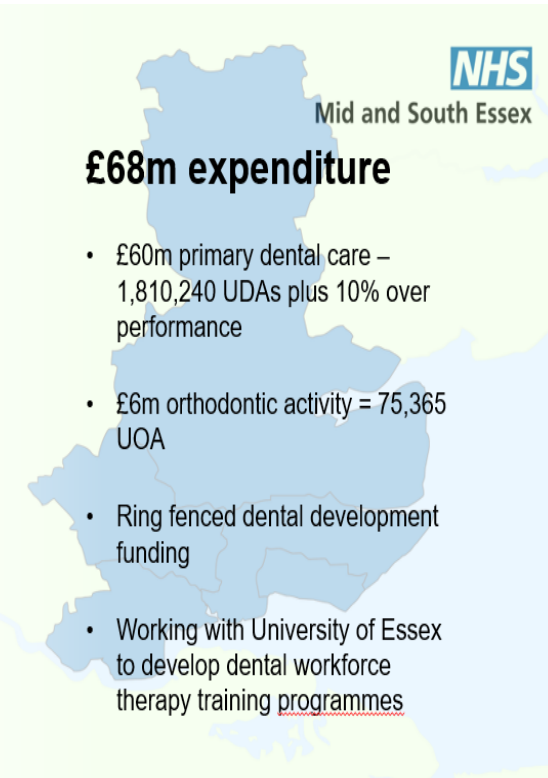 NHS
Mid and South Essex
£68m expenditure
• £60m primary dental care –
1,810,240 UDAs plus 10% over
performance
• £6m orthodontic activity = 75,365
UOA
• Ring fenced dental development
funding
• Working with University of Essex
to develop dental workforce
therapy training programmes